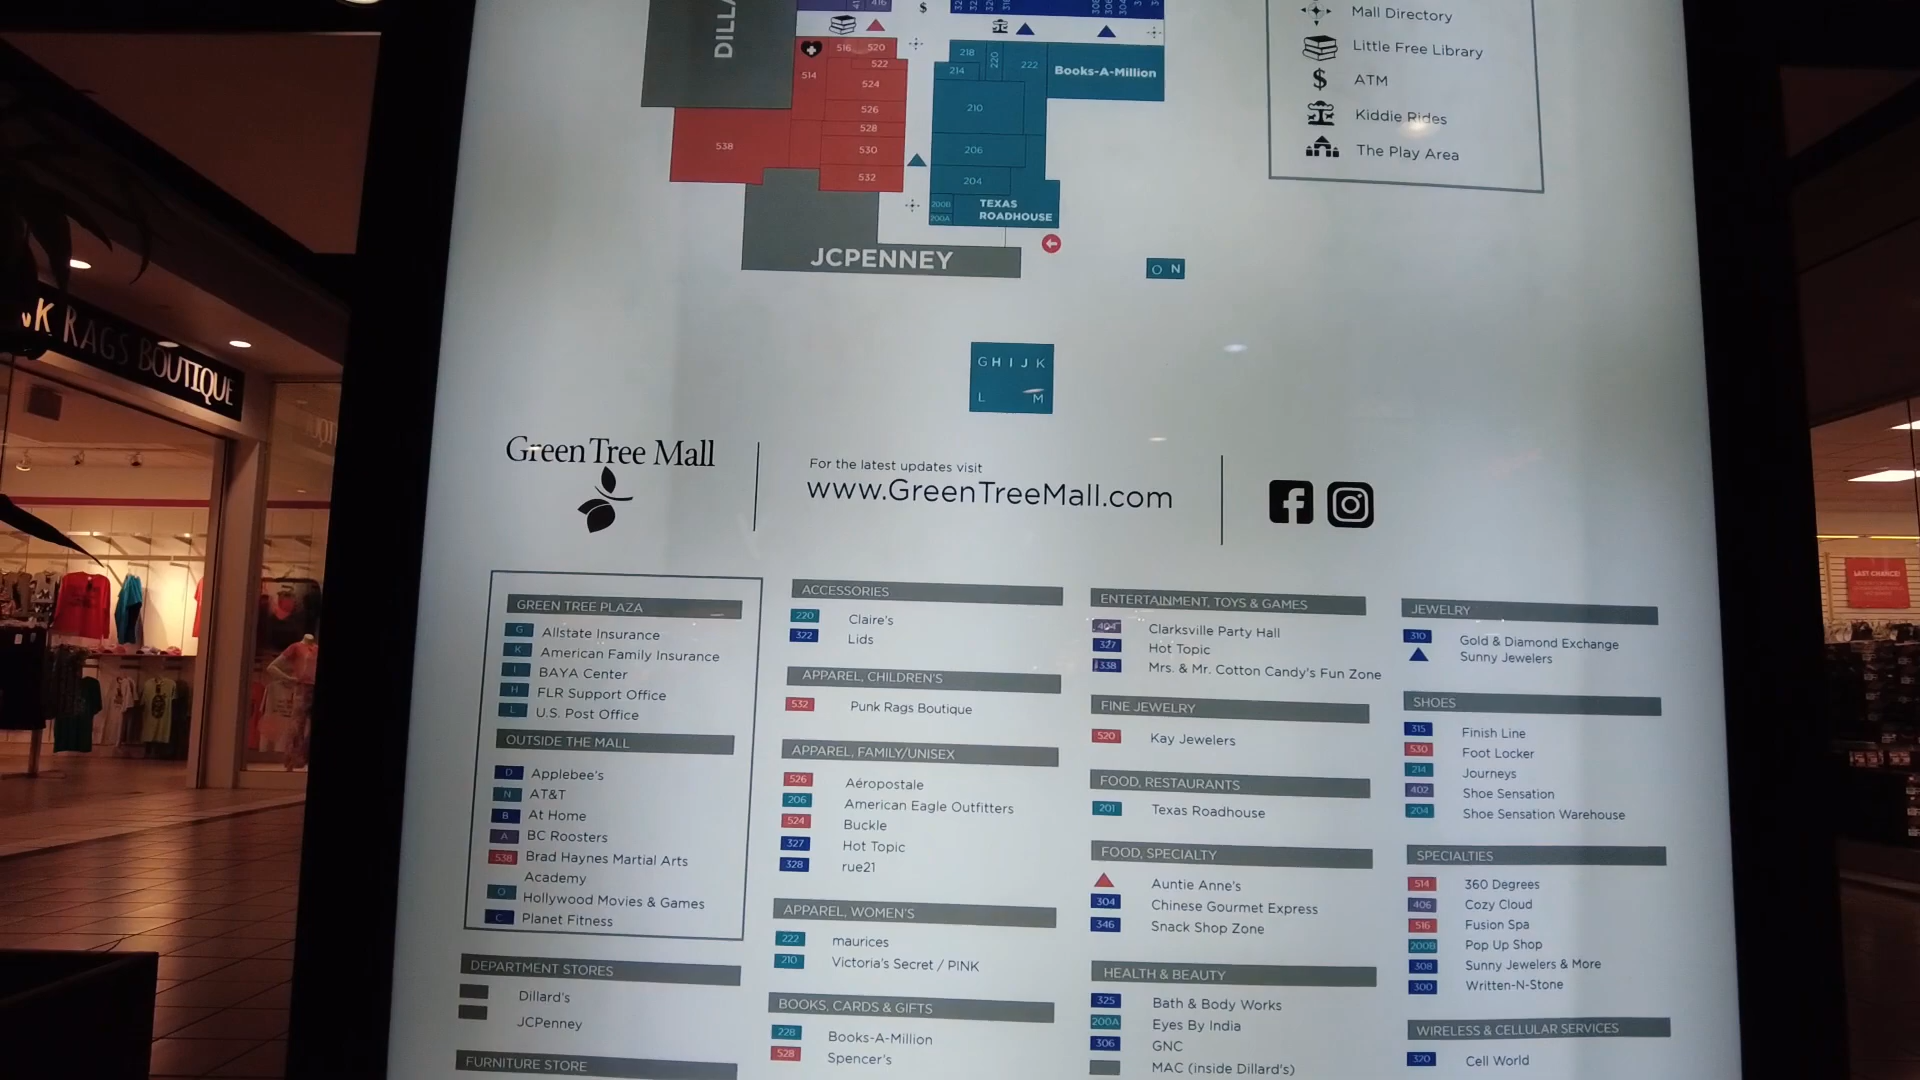 DILLA
416
$
516
520
522
514
524
526
528
538
530
532
218
220
222
214
Books-A-Million
210
206
204
200B
200A
TEXAS
ROADHOUSE
JCPENNEY
O N
G H I J K
L M
Mall Directory
Little Free Library
$ ATM
Kiddie Rides
The Play Area
K RAGS BOUTIQUE
Green Tree Mall
For the latest updates visit
www.GreenTreeMall.com
LAST CHANCE!
GREEN TREE PLAZA
G Allstate Insurance
K American Family Insurance
I BAYA Center
H FLR Support Office
L U.S. Post Office
OUTSIDE THE MALL
D Applebee's
N AT&T
B At Home
A BC Roosters
538 Brad Haynes Martial Arts
Academy
O Hollywood Movies & Games
C Planet Fitness
DEPARTMENT STORES
Dillard's
JCPenney
FURNITURE STORE
ACCESSORIES
220 Claire's
322 Lids
APPAREL, CHILDREN'S
532 Punk Rags Boutique
APPAREL, FAMILY/UNISEX
526 Aéropostale
206 American Eagle Outfitters
524 Buckle
327 Hot Topic
328 rue21
APPAREL, WOMEN'S
222 maurices
210 Victoria's Secret / PINK
BOOKS, CARDS & GIFTS
228 Books-A-Million
528 Spencer's
ENTERTAINMENT, TOYS & GAMES
404 Clarksville Party Hall
327 Hot Topic
338 Mrs. & Mr. Cotton Candy's Fun Zone
FINE JEWELRY
520 Kay Jewelers
FOOD, RESTAURANTS
201 Texas Roadhouse
FOOD, SPECIALTY
Auntie Anne's
304 Chinese Gourmet Express
346 Snack Shop Zone
HEALTH & BEAUTY
325 Bath & Body Works
200A Eyes By India
306 GNC
MAC (inside Dillard's)
JEWELRY
310 Gold & Diamond Exchange
Sunny Jewelers
SHOES
315 Finish Line
530 Foot Locker
214 Journeys
402 Shoe Sensation
204 Shoe Sensation Warehouse
SPECIALTIES
514 360 Degrees
406 Cozy Cloud
516 Fusion Spa
200B Pop Up Shop
308 Sunny Jewelers & More
300 Written-N-Stone
WIRELESS & CELLULAR SERVICES
320 Cell World